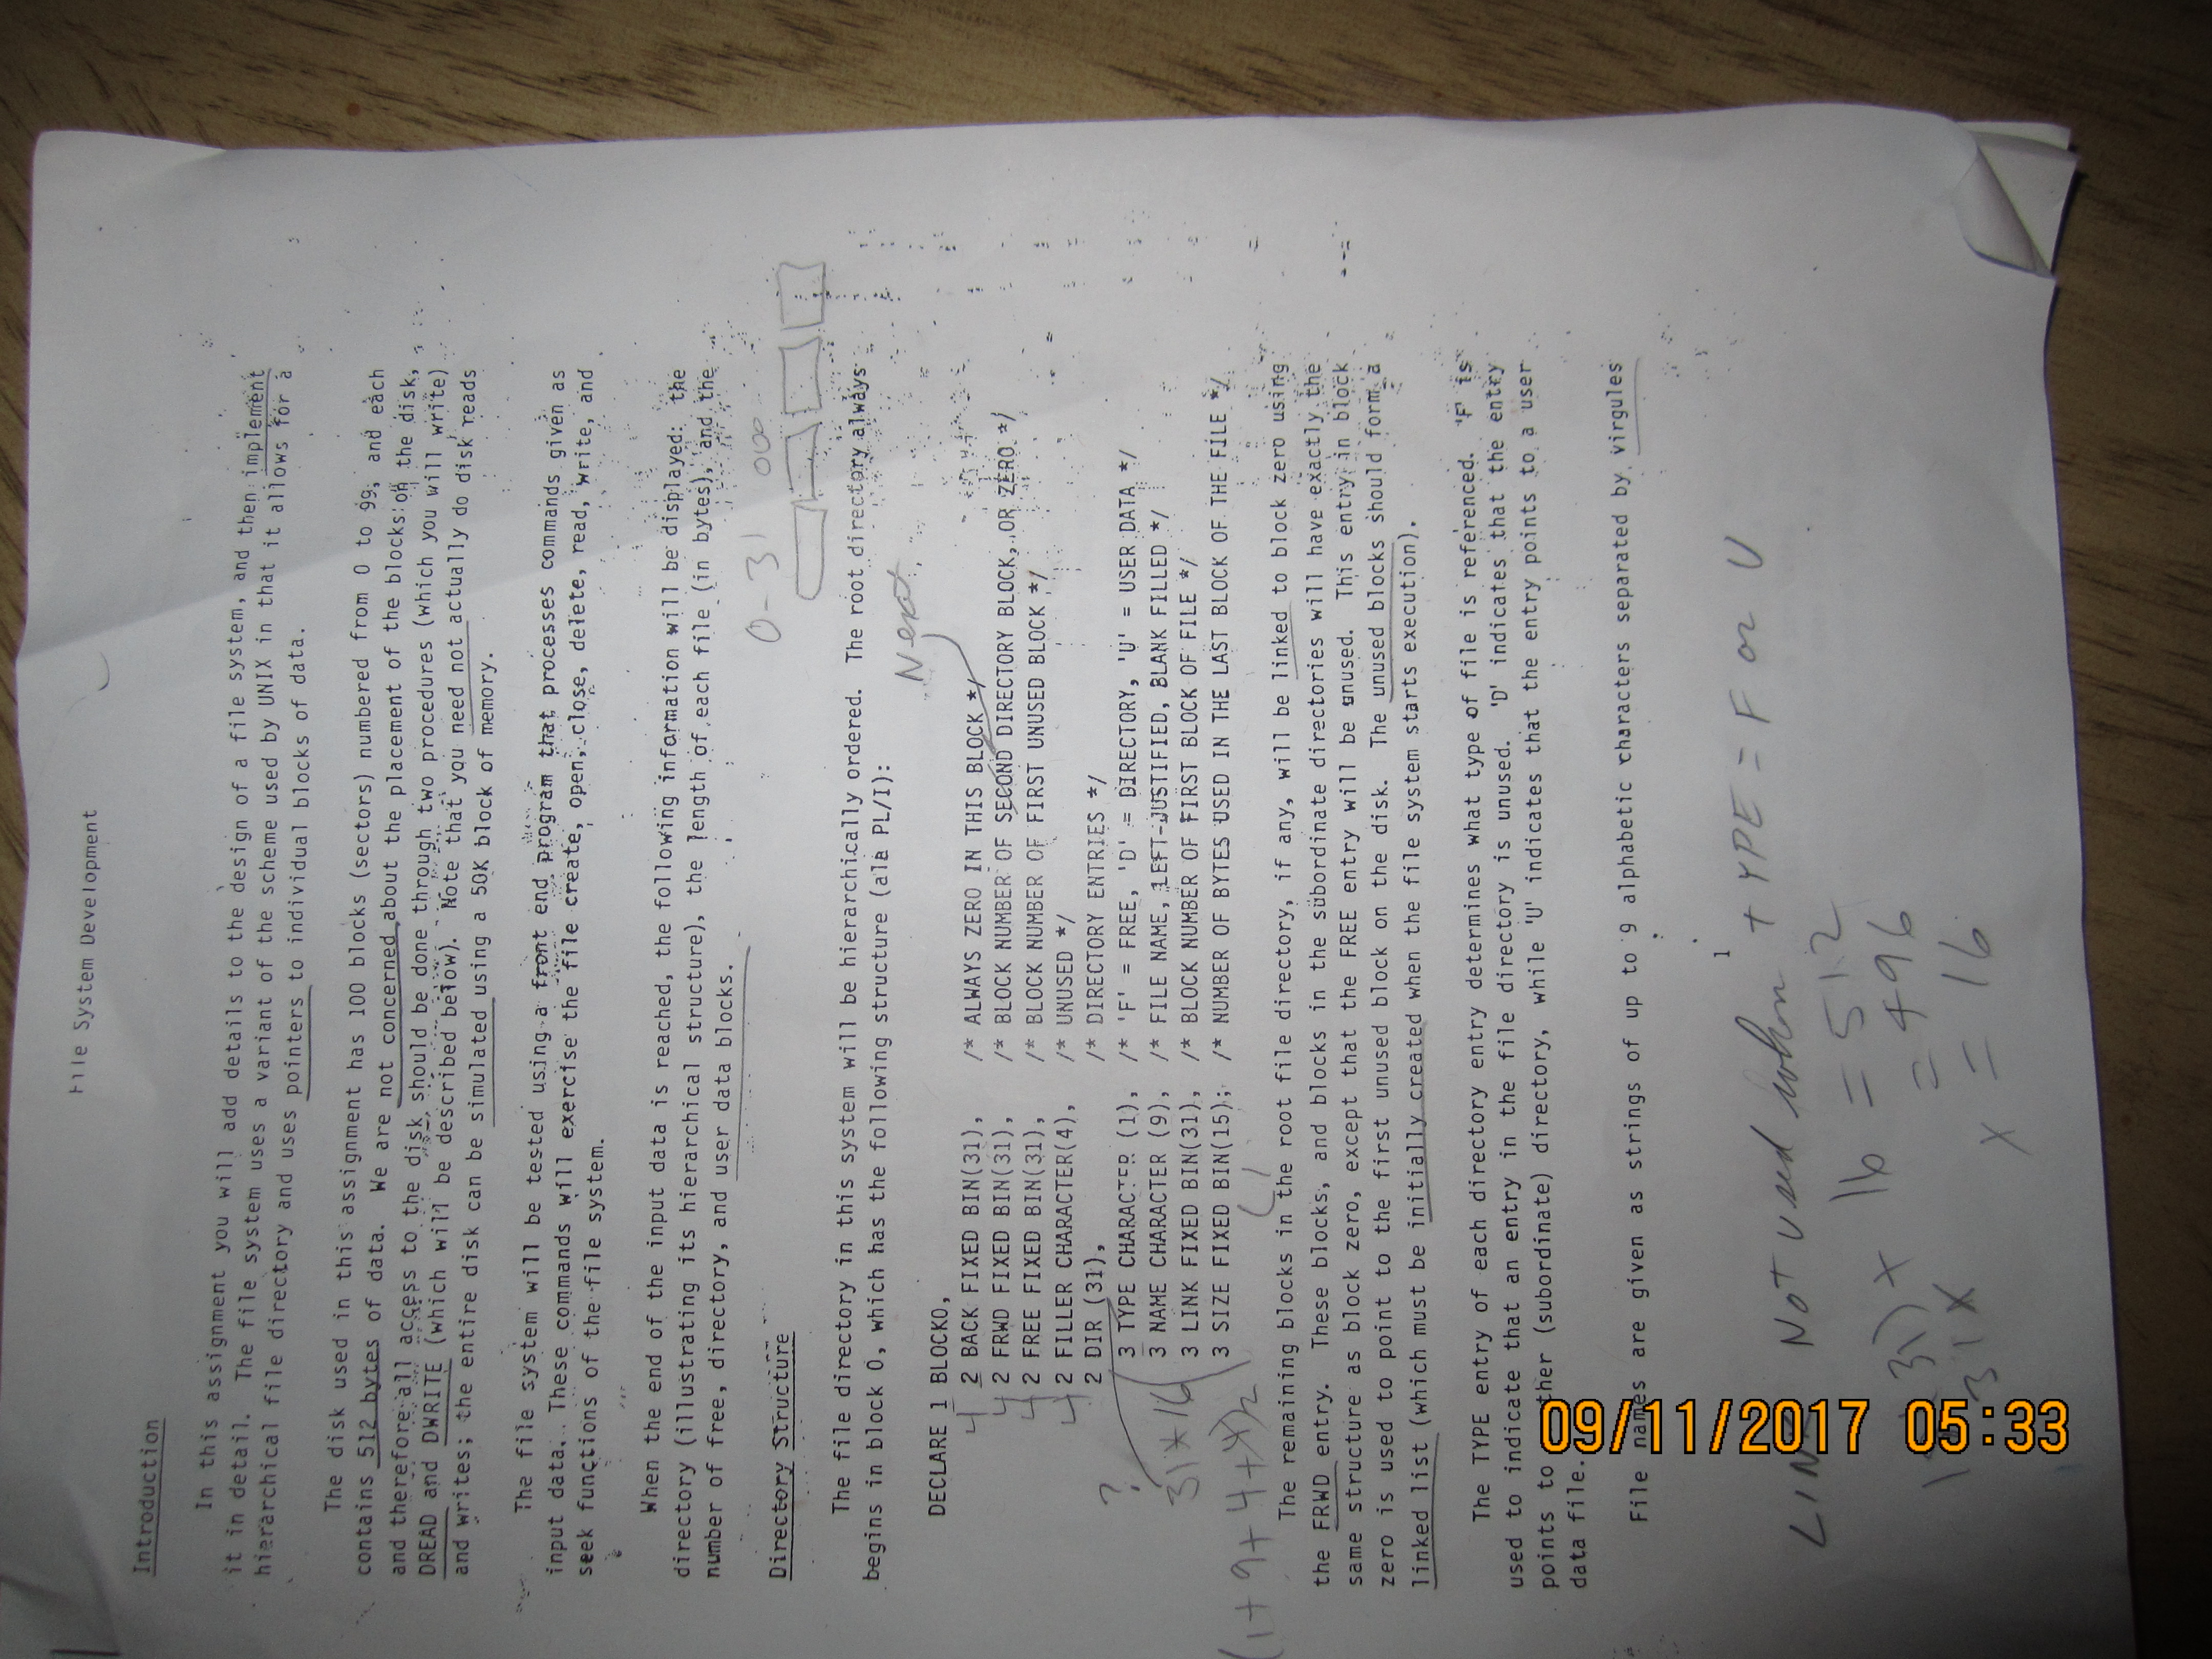 File System Development
Introduction
In this assignment you will add details to the design of a file system, and then implement
it in detail. The file system uses a variant of the scheme used by UNIX in that it allows for a
hierarchical file directory and uses pointers to individual blocks of data.
The disk used in this assignment has 100 blocks (sectors) numbered from 0 to 99, and each
contains 512 bytes of data. We are not concerned about the placement of the blocks on the disk,
and therefore all access to the disk should be done through two procedures (which you will write)
DREAD and DWRITE (which will be described below). Note that you need not actually do disk reads
and writes; the entire disk can be simulated using a 50K block of memory.
The file system will be tested using a front end program that processes commands given as
input data. These commands will exercise the file create, open, close, delete, read, write, and
seek functions of the file system.
When the end of the input data is reached, the following information will be displayed: the
directory (illustrating its hierarchical structure), the length of each file (in bytes), and the
number of free, directory, and user data blocks.
0-31 000
Directory Structure
The file directory in this system will be hierarchically ordered. The root directory always
begins in block 0, which has the following structure (ala PL/I):
Next
DECLARE 1 BLOCK0,
4 2 BACK FIXED BIN(31), /* ALWAYS ZERO IN THIS BLOCK */
4 2 FRWD FIXED BIN(31), /* BLOCK NUMBER OF SECOND DIRECTORY BLOCK, OR ZERO */
4 2 FREE FIXED BIN(31), /* BLOCK NUMBER OF FIRST UNUSED BLOCK */
4 2 FILLER CHARACTER(4), /* UNUSED */
2 DIR (31), /* DIRECTORY ENTRIES */
? 3 TYPE CHARACTER (1), /* 'F' = FREE, 'D' = DIRECTORY, 'U' = USER DATA */
31*16 3 NAME CHARACTER (9), /* FILE NAME, LEFT-JUSTIFIED, BLANK FILLED */
3 LINK FIXED BIN(31), /* BLOCK NUMBER OF FIRST BLOCK OF FILE */
3 SIZE FIXED BIN(15); /* NUMBER OF BYTES USED IN THE LAST BLOCK OF THE FILE */
(1+9+4+4)2
The remaining blocks in the root file directory, if any, will be linked to block zero using
the FRWD entry. These blocks, and blocks in the subordinate directories will have exactly the
same structure as block zero, except that the FREE entry will be unused. This entry in block
zero is used to point to the first unused block on the disk. The unused blocks should form a
linked list (which must be initially created when the file system starts execution).
The TYPE entry of each directory entry determines what type of file is referenced. 'F' is
used to indicate that an entry in the file directory is unused. 'D' indicates that the entry
points to ther (subordinate) directory, while 'U' indicates that the entry points to a user
data file.
File names are given as strings of up to 9 alphabetic characters separated by virgules
1
LINK Not used when TYPE = F or U
31) + 16 = 512
31x = 496
x = 16
09/11/2017 05:33